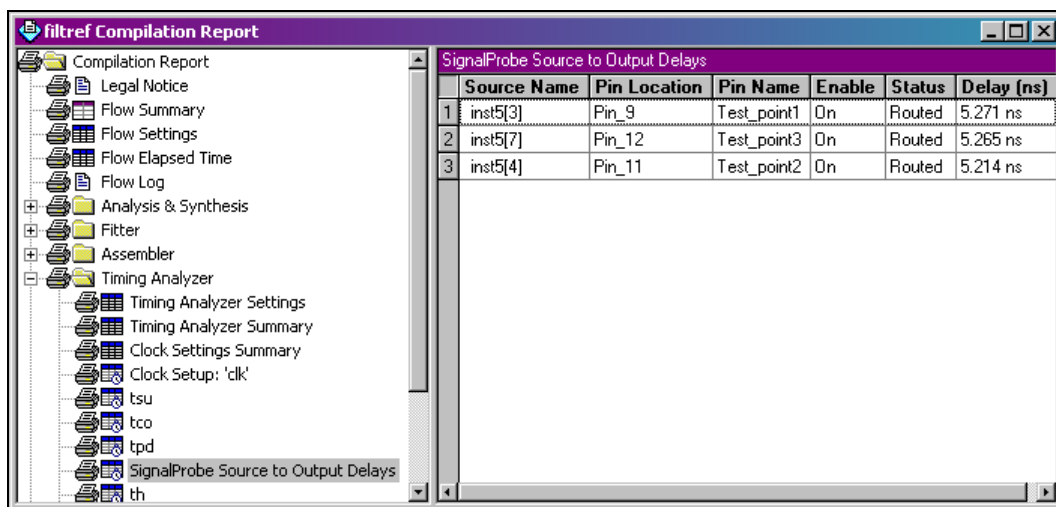 filtref Compilation Report
Compilation Report
Legal Notice
Flow Summary
Flow Settings
Flow Elapsed Time
Flow Log
Analysis & Synthesis
Fitter
Assembler
Timing Analyzer
Timing Analyzer Settings
Timing Analyzer Summary
Clock Settings Summary
Clock Setup: 'clk'
tsu
tco
tpd
SignalProbe Source to Output Delays
th
SignalProbe Source to Output Delays
Source Name Pin Location Pin Name Enable Status Delay (ns)
1 inst5[3] Pin_9 Test_point1 On Routed 5.271 ns
2 inst5[7] Pin_12 Test_point3 On Routed 5.265 ns
3 inst5[4] Pin_11 Test_point2 On Routed 5.214 ns